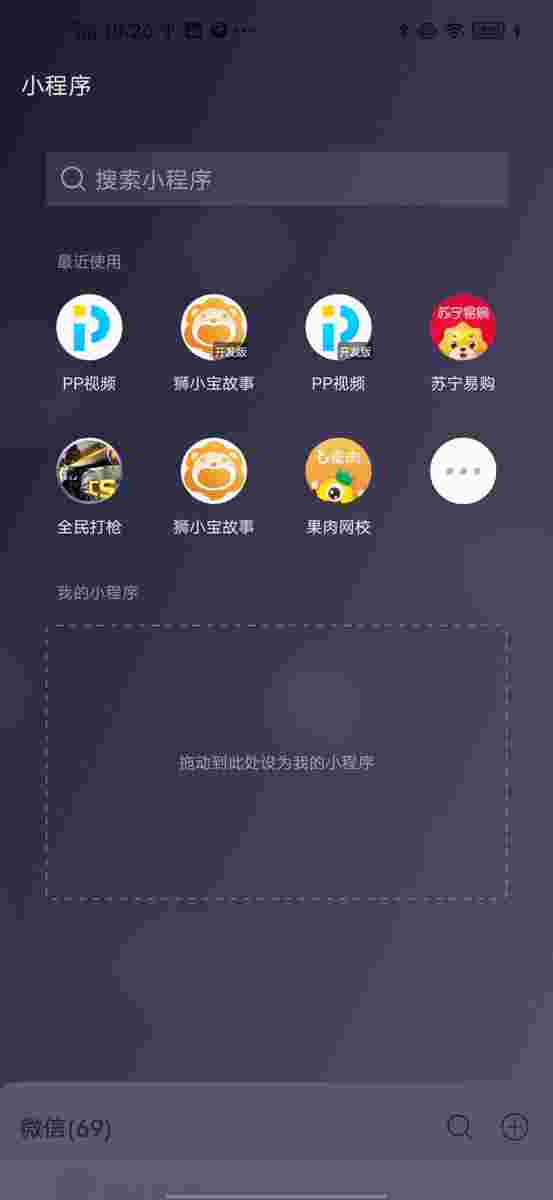 小程序
搜索小程序
最近使用
开发版
开发版
苏宁易购
PP视频
狮小宝故事
PP视频
苏宁易购
果肉
CS
全民打枪
狮小宝故事
果肉网校
我的小程序
拖动到此处设为我的小程序
微信(69)